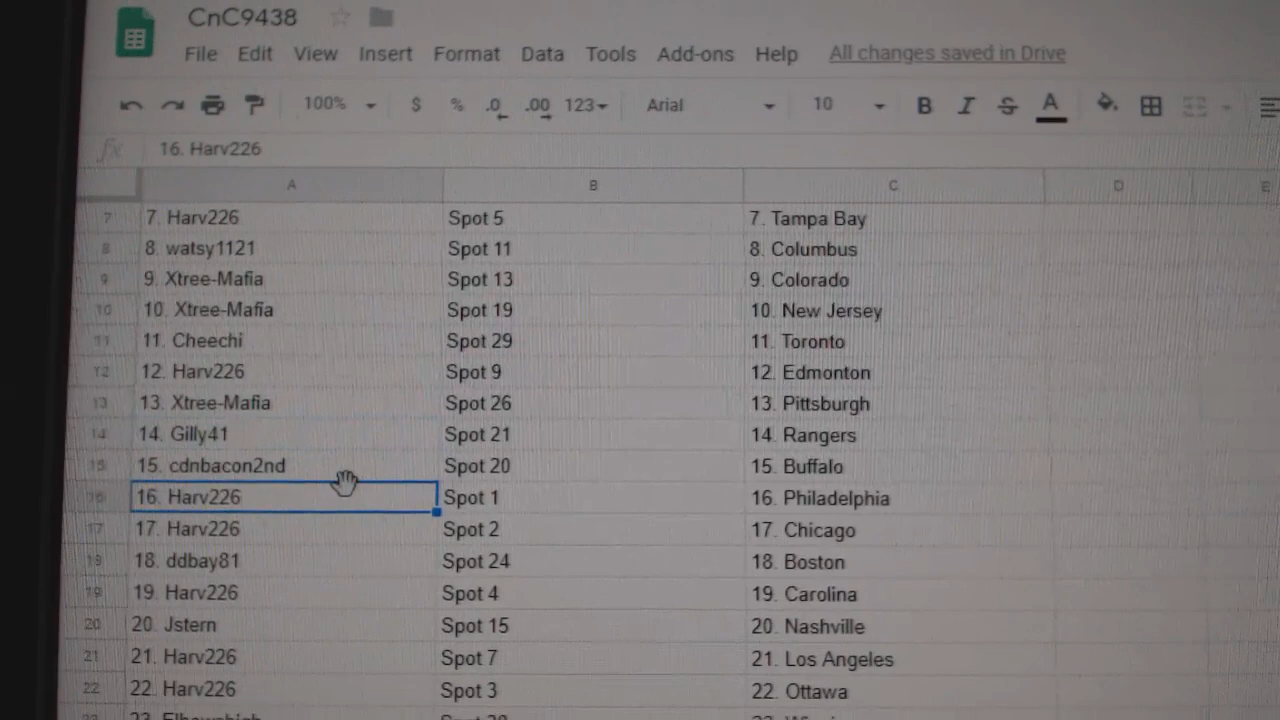 CnC9438
File Edit View Insert Format Data Tools Add-ons Help All changes saved in Drive
100% $ % .0 .00 123 Arial 10 B I S A
fx 16. Harv226
A B C D E
7 7. Harv226 Spot 5 7. Tampa Bay
8 8. watsy1121 Spot 11 8. Columbus
9 9. Xtree-Mafia Spot 13 9. Colorado
10 10. Xtree-Mafia Spot 19 10. New Jersey
11 11. Cheechi Spot 29 11. Toronto
12 12. Harv226 Spot 9 12. Edmonton
13 13. Xtree-Mafia Spot 26 13. Pittsburgh
14 14. Gilly41 Spot 21 14. Rangers
15 15. cdnbacon2nd Spot 20 15. Buffalo
16 16. Harv226 Spot 1 16. Philadelphia
17 17. Harv226 Spot 2 17. Chicago
18 18. ddbay81 Spot 24 18. Boston
19 19. Harv226 Spot 4 19. Carolina
20 20. Jstern Spot 15 20. Nashville
21 21. Harv226 Spot 7 21. Los Angeles
22 22. Harv226 Spot 3 22. Ottawa